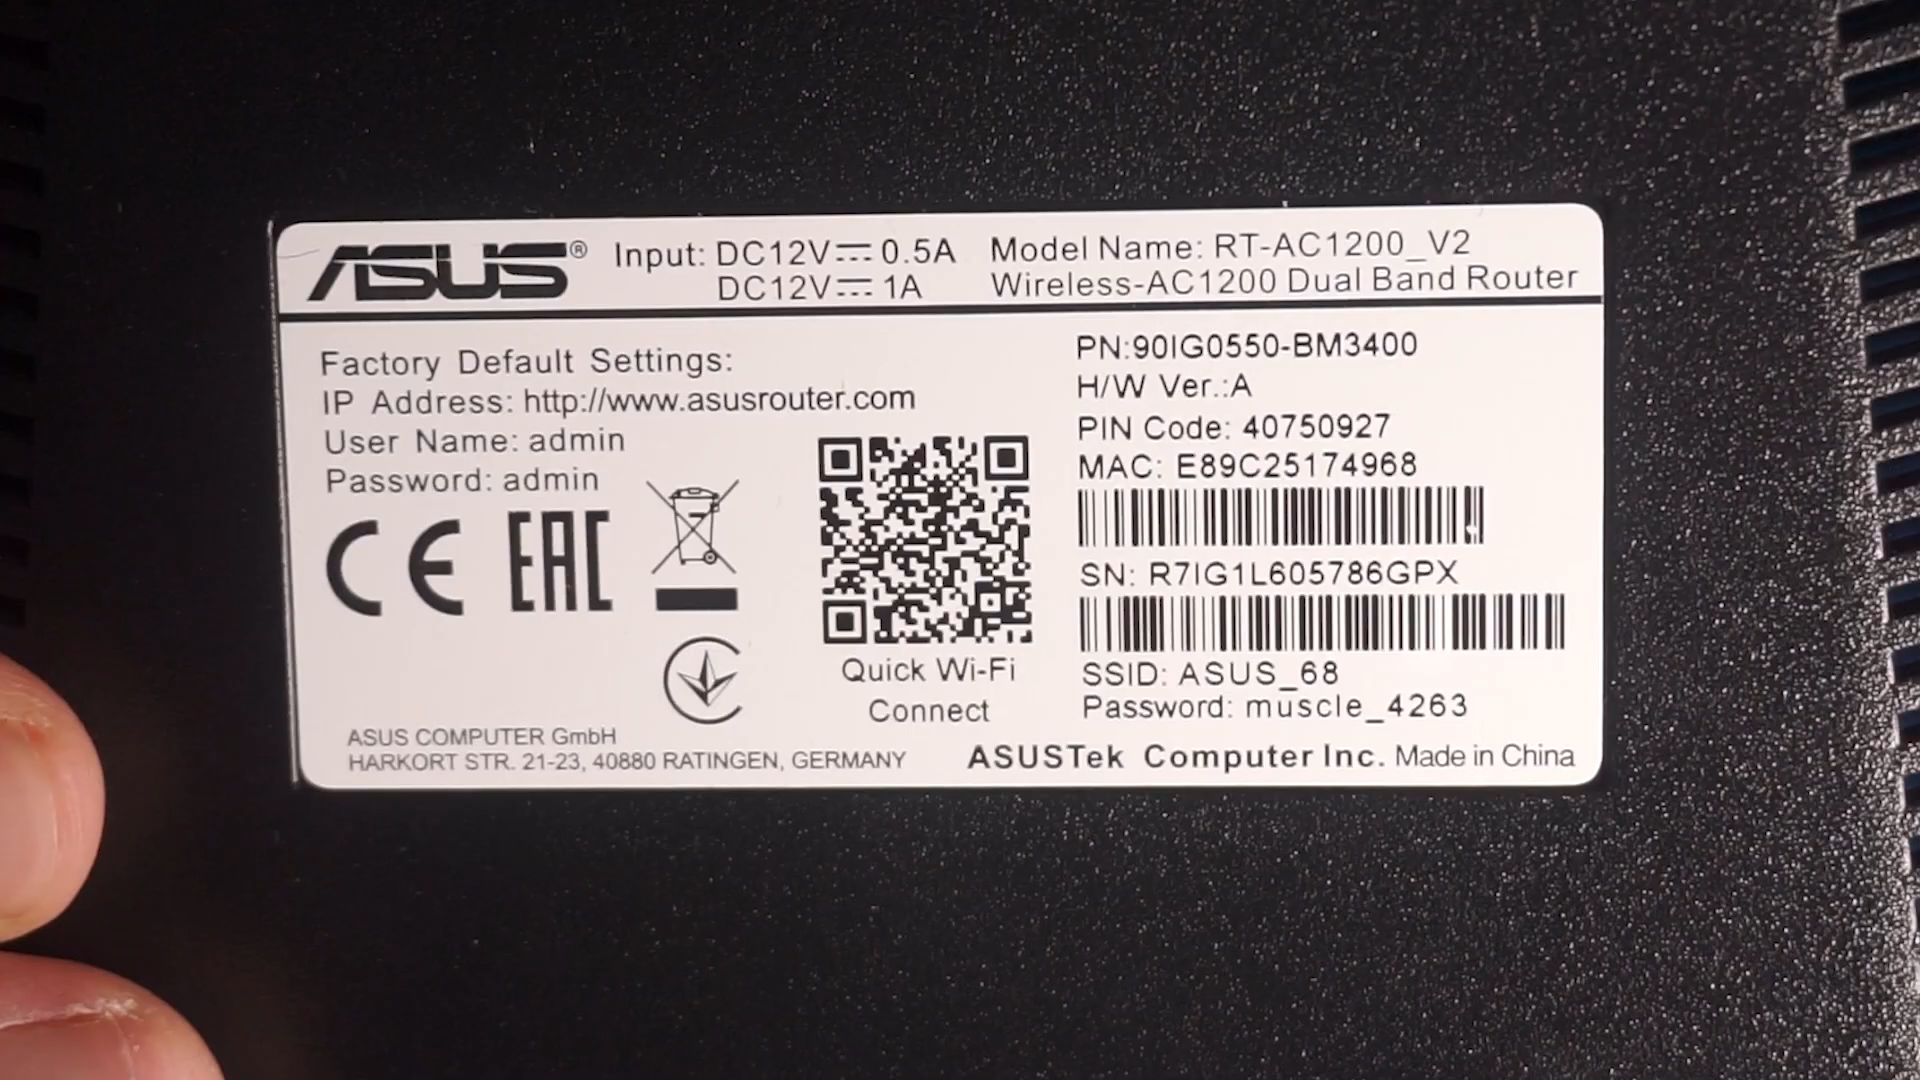 ASUS® Input: DC12V⎓0.5A Model Name: RT-AC1200_V2
DC12V⎓1A Wireless-AC1200 Dual Band Router
Factory Default Settings:
IP Address: http://www.asusrouter.com
User Name: admin
Password: admin
CE EAC
Quick Wi-Fi
Connect
PN:90IG0550-BM3400
H/W Ver.:A
PIN Code: 40750927
MAC: E89C25174968
SN: R7IG1L605786GPX
SSID: ASUS_68
Password: muscle_4263
ASUS COMPUTER GmbH
HARKORT STR. 21-23, 40880 RATINGEN, GERMANY
ASUSTek Computer Inc. Made in China